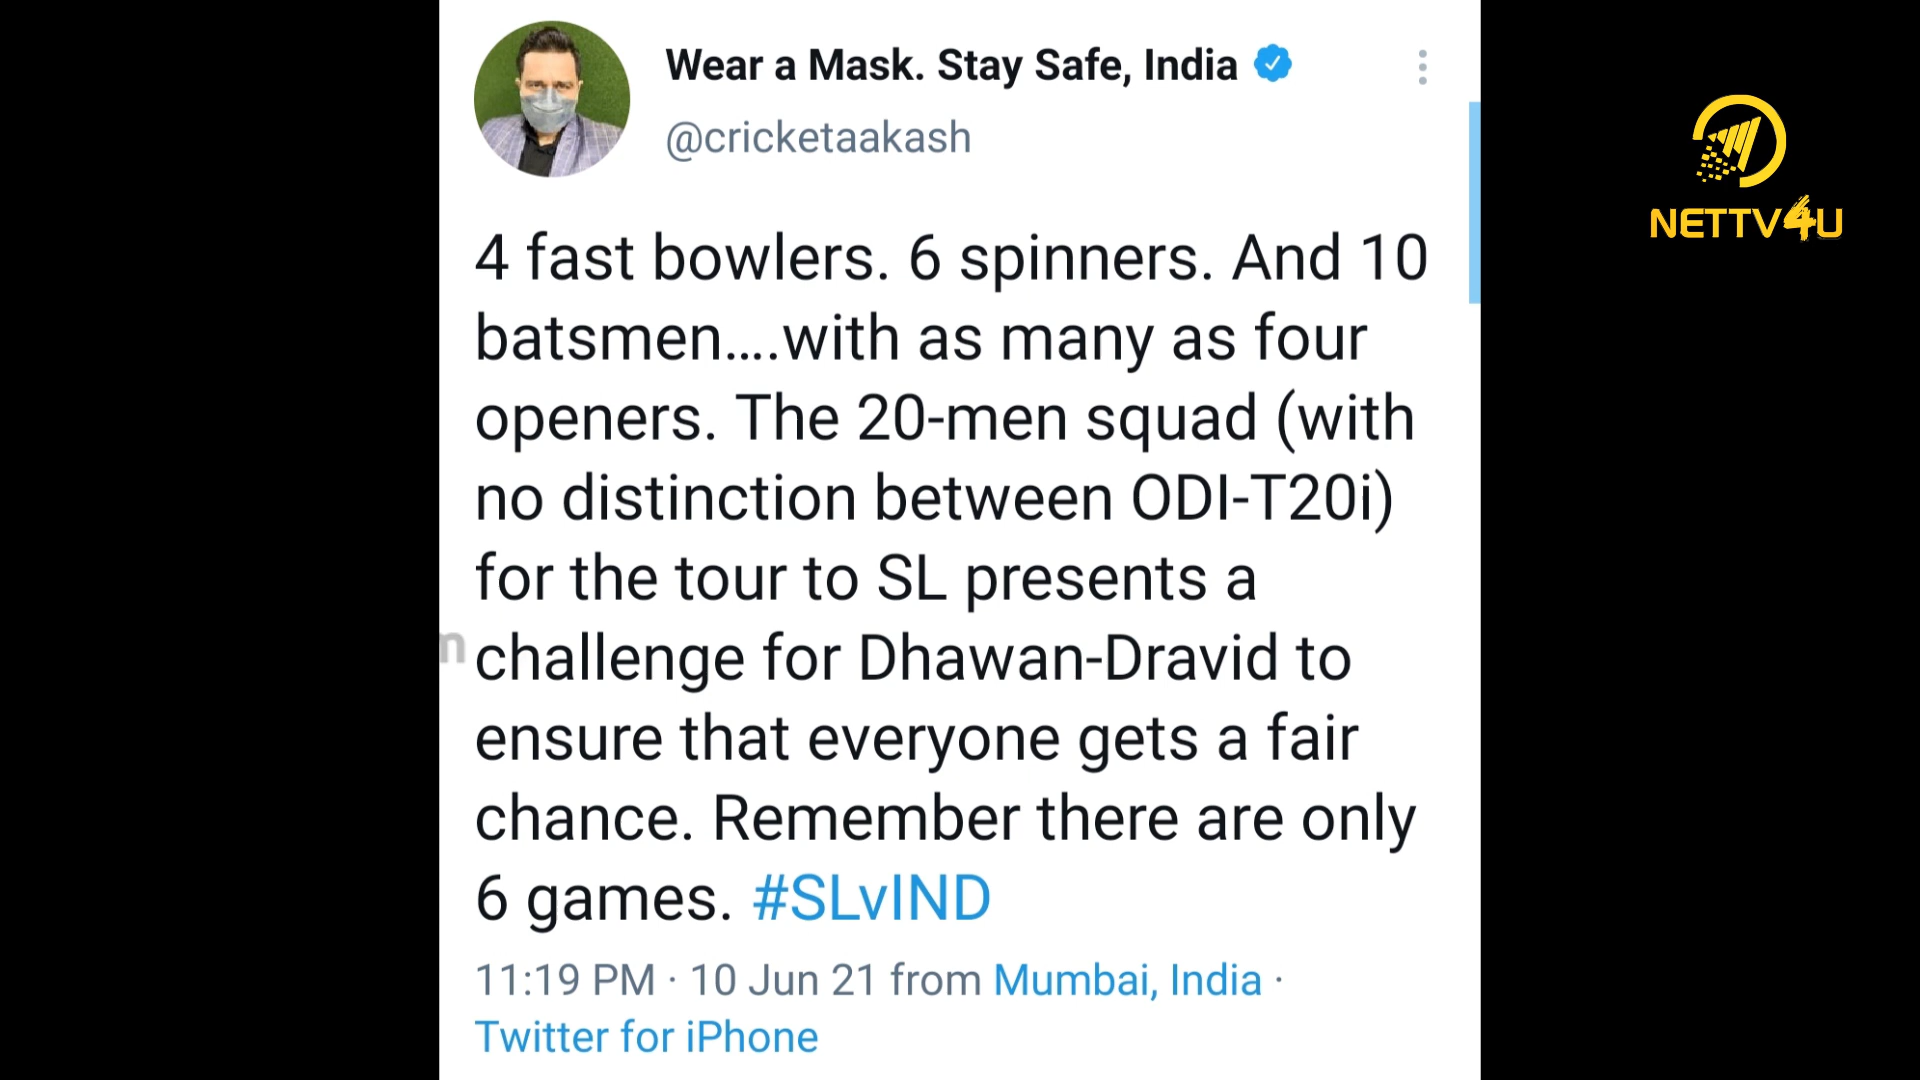 Wear a Mask. Stay Safe, India
@cricketaakash
NETTV4U
4 fast bowlers. 6 spinners. And 10
batsmen....with as many as four
openers. The 20-men squad (with
no distinction between ODI-T20i)
for the tour to SL presents a
challenge for Dhawan-Dravid to
ensure that everyone gets a fair
chance. Remember there are only
6 games. #SLvIND
11:19 PM · 10 Jun 21 from Mumbai, India ·
Twitter for iPhone